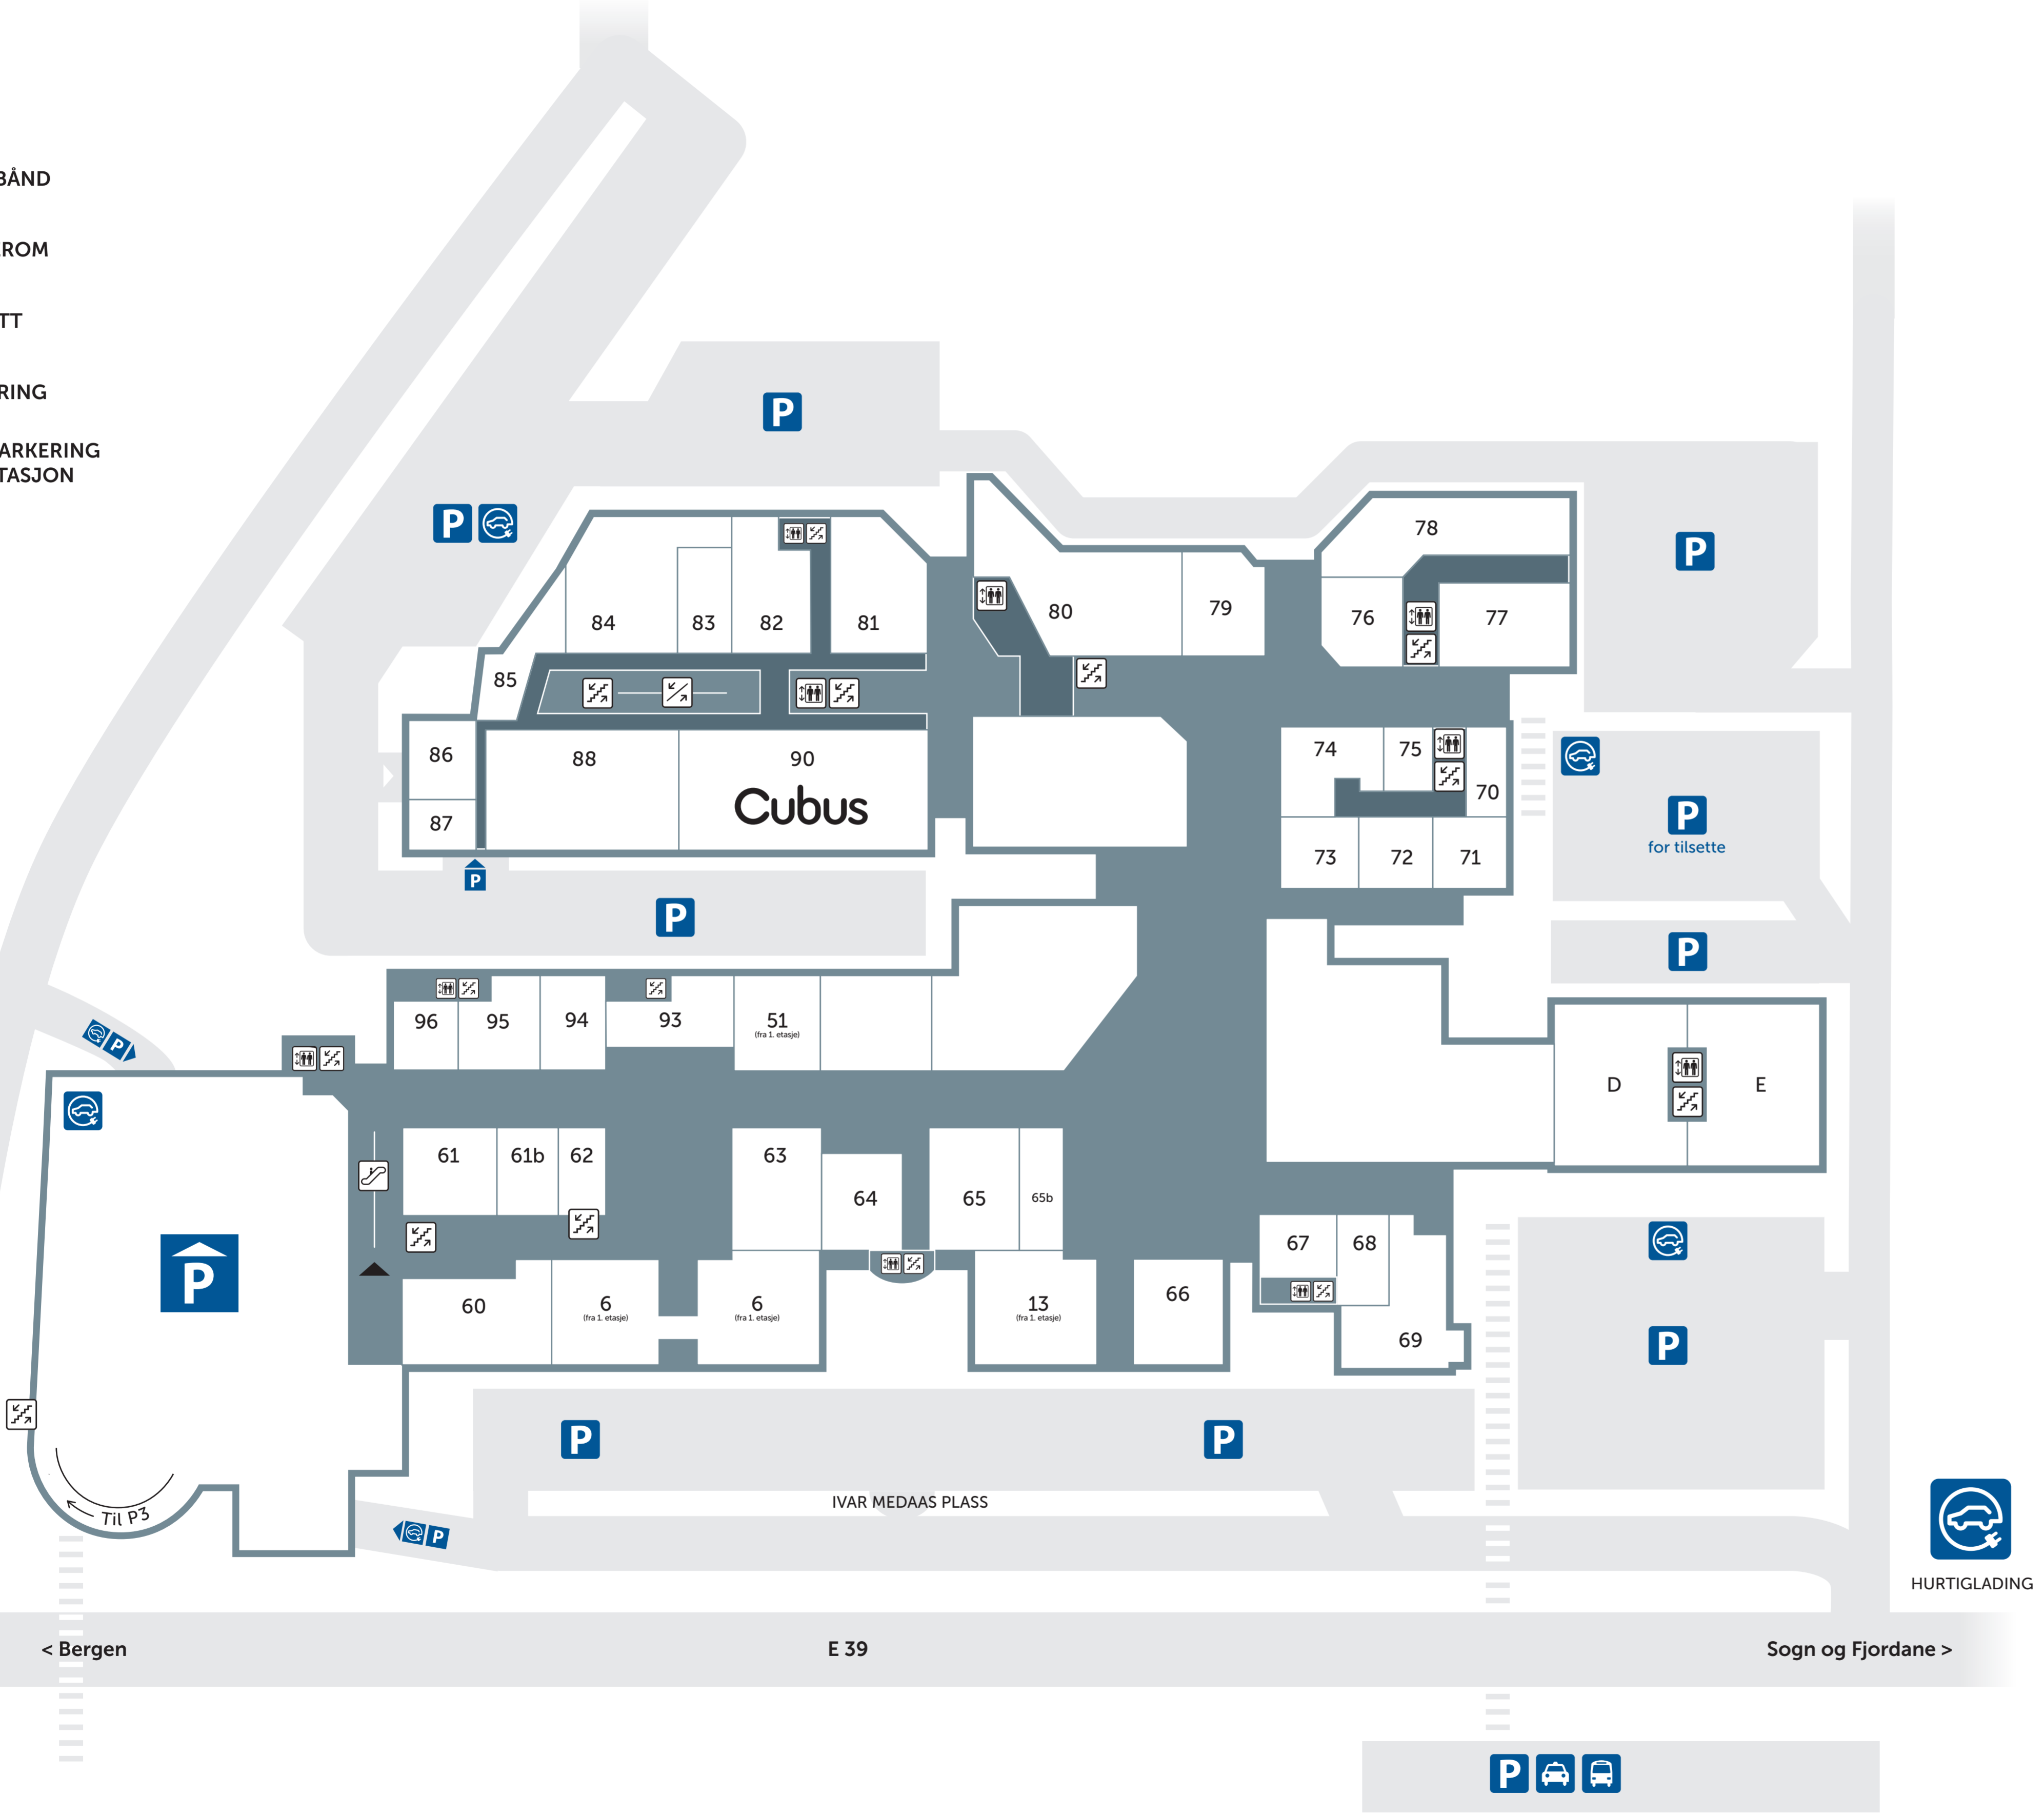 BÅND
ROM
TT
RING
ARKERING
TASJON
P
P
78
P
84
83
82
81
80
79
76
77
85
86
88
90
Cubus
74
75
70
87
P
for tilsette
73
72
71
P
P
P
96
95
94
93
51
(fra 1. etasje)
P
D
E
61
61b
62
63
64
65
65b
67
68
P
60
6
(fra 1. etasje)
6
(fra 1. etasje)
13
(fra 1. etasje)
66
69
P
P
P
Til P3
IVAR MEDAAS PLASS
P
HURTIGLADING
< Bergen
E 39
Sogn og Fjordane >
P